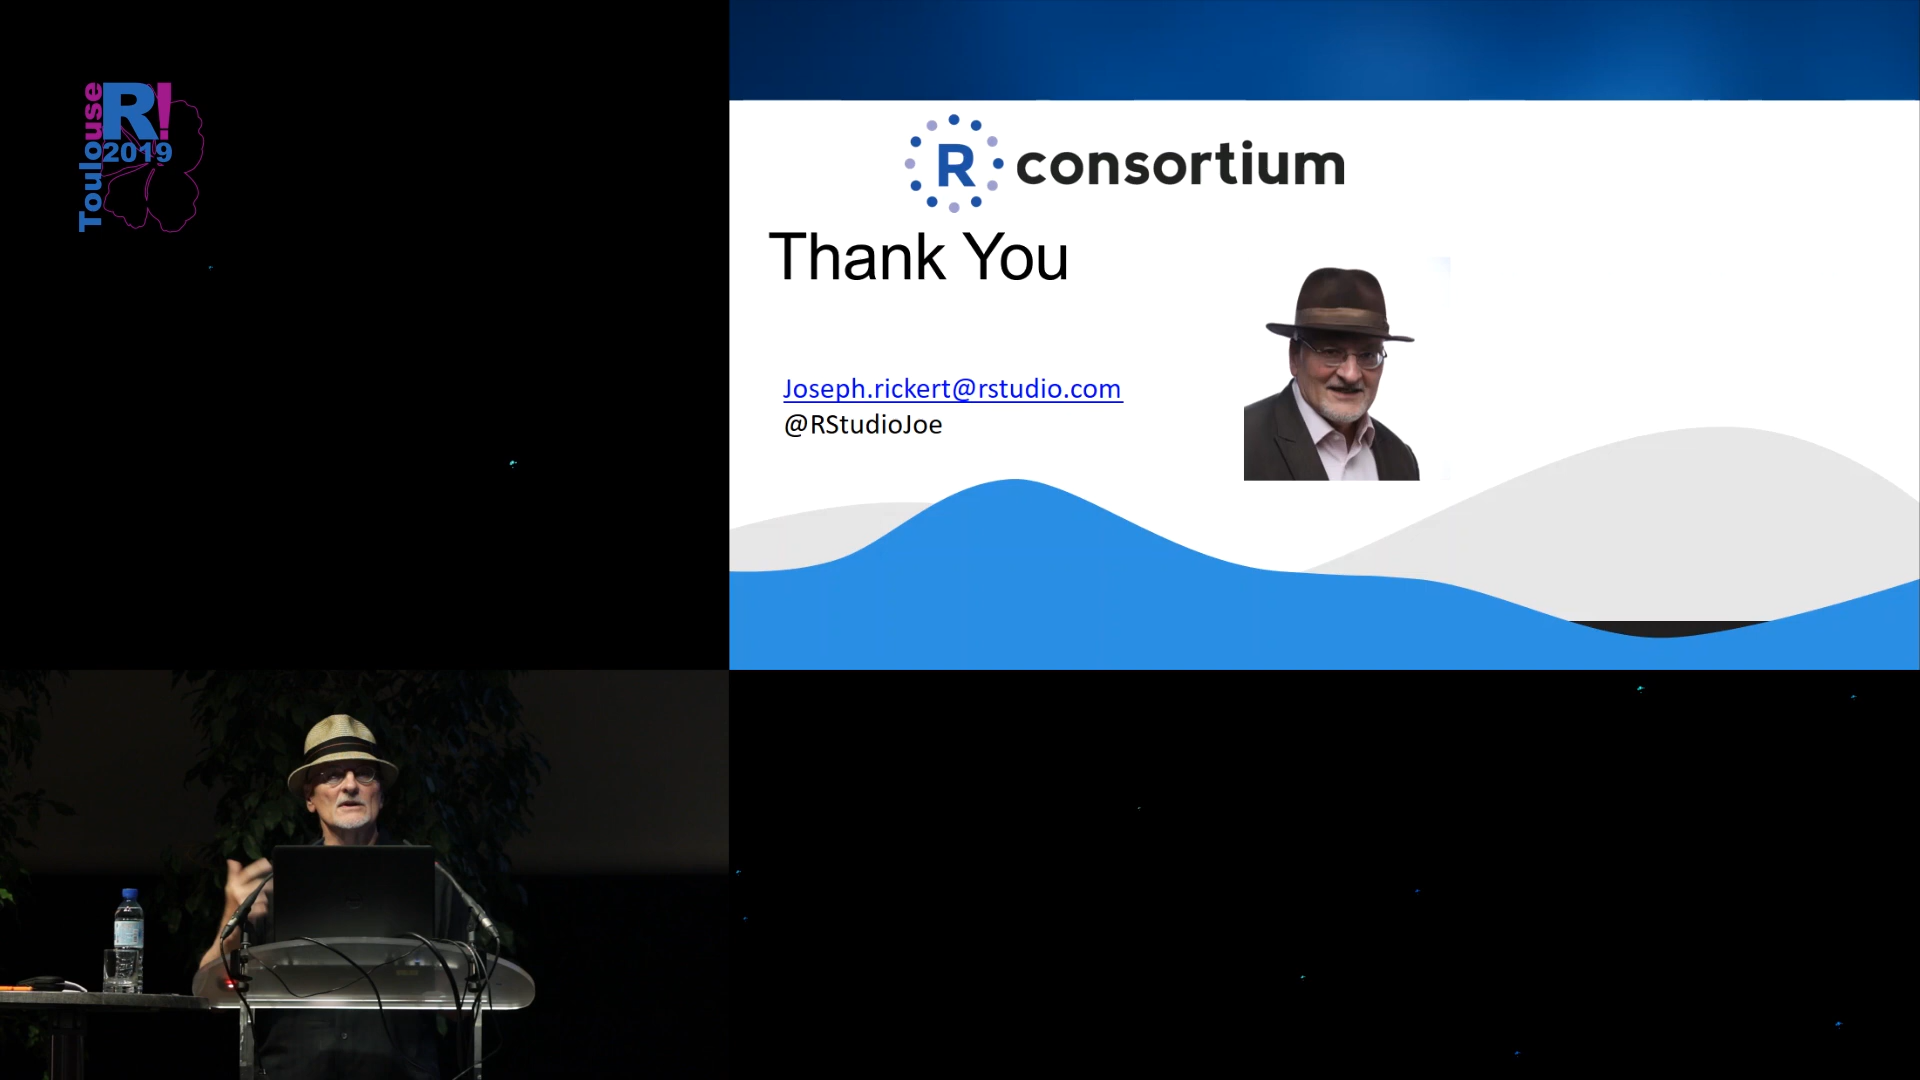 Toulouse
R!
2019
R consortium
Thank You
Joseph.rickert@rstudio.com
@RStudioJoe